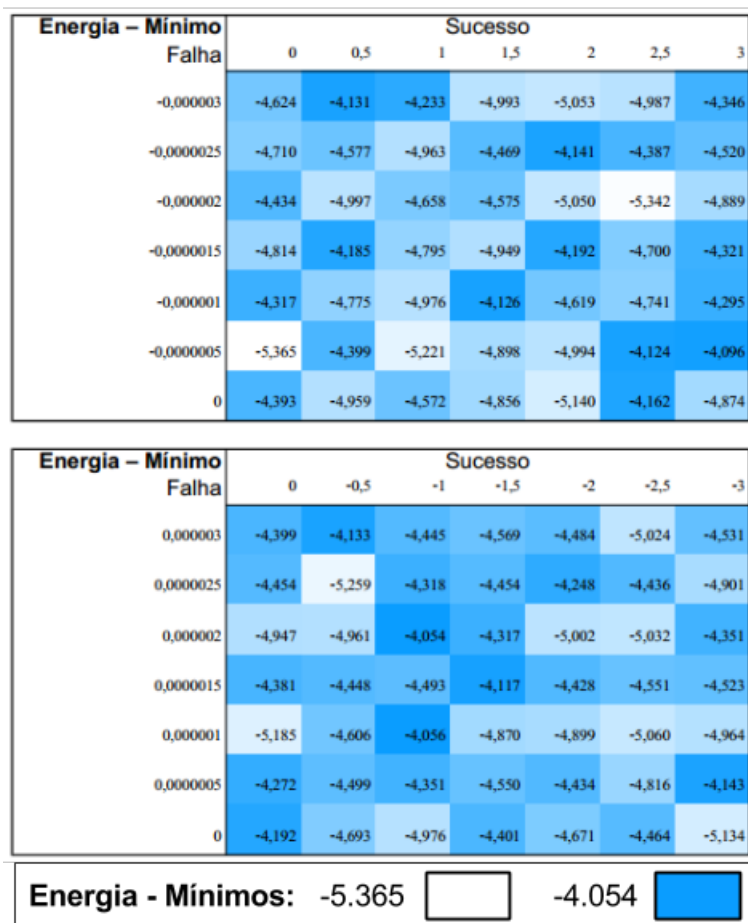 Energia – Mínimo Sucesso
Falha 0 0,5 1 1,5 2 2,5 3
-0,000003 -4,624 -4,131 -4,233 -4,993 -5,053 -4,987 -4,346
-0,0000025 -4,710 -4,577 -4,963 -4,469 -4,141 -4,387 -4,520
-0,000002 -4,434 -4,997 -4,658 -4,575 -5,050 -5,342 -4,889
-0,0000015 -4,814 -4,185 -4,795 -4,949 -4,192 -4,700 -4,321
-0,000001 -4,317 -4,775 -4,976 -4,126 -4,619 -4,741 -4,295
-0,0000005 -5,365 -4,399 -5,221 -4,898 -4,994 -4,124 -4,096
0 -4,393 -4,959 -4,572 -4,856 -5,140 -4,162 -4,874
Energia – Mínimo Sucesso
Falha 0 -0,5 -1 -1,5 -2 -2,5 -3
0,000003 -4,399 -4,133 -4,445 -4,569 -4,484 -5,024 -4,531
0,0000025 -4,454 -5,259 -4,318 -4,454 -4,248 -4,436 -4,901
0,000002 -4,947 -4,961 -4,054 -4,317 -5,002 -5,032 -4,351
0,0000015 -4,381 -4,448 -4,493 -4,117 -4,428 -4,551 -4,523
0,000001 -5,185 -4,606 -4,056 -4,870 -4,899 -5,060 -4,964
0,0000005 -4,272 -4,499 -4,351 -4,550 -4,434 -4,816 -4,143
0 -4,192 -4,693 -4,976 -4,401 -4,671 -4,464 -5,134
Energia - Mínimos: -5.365 -4.054